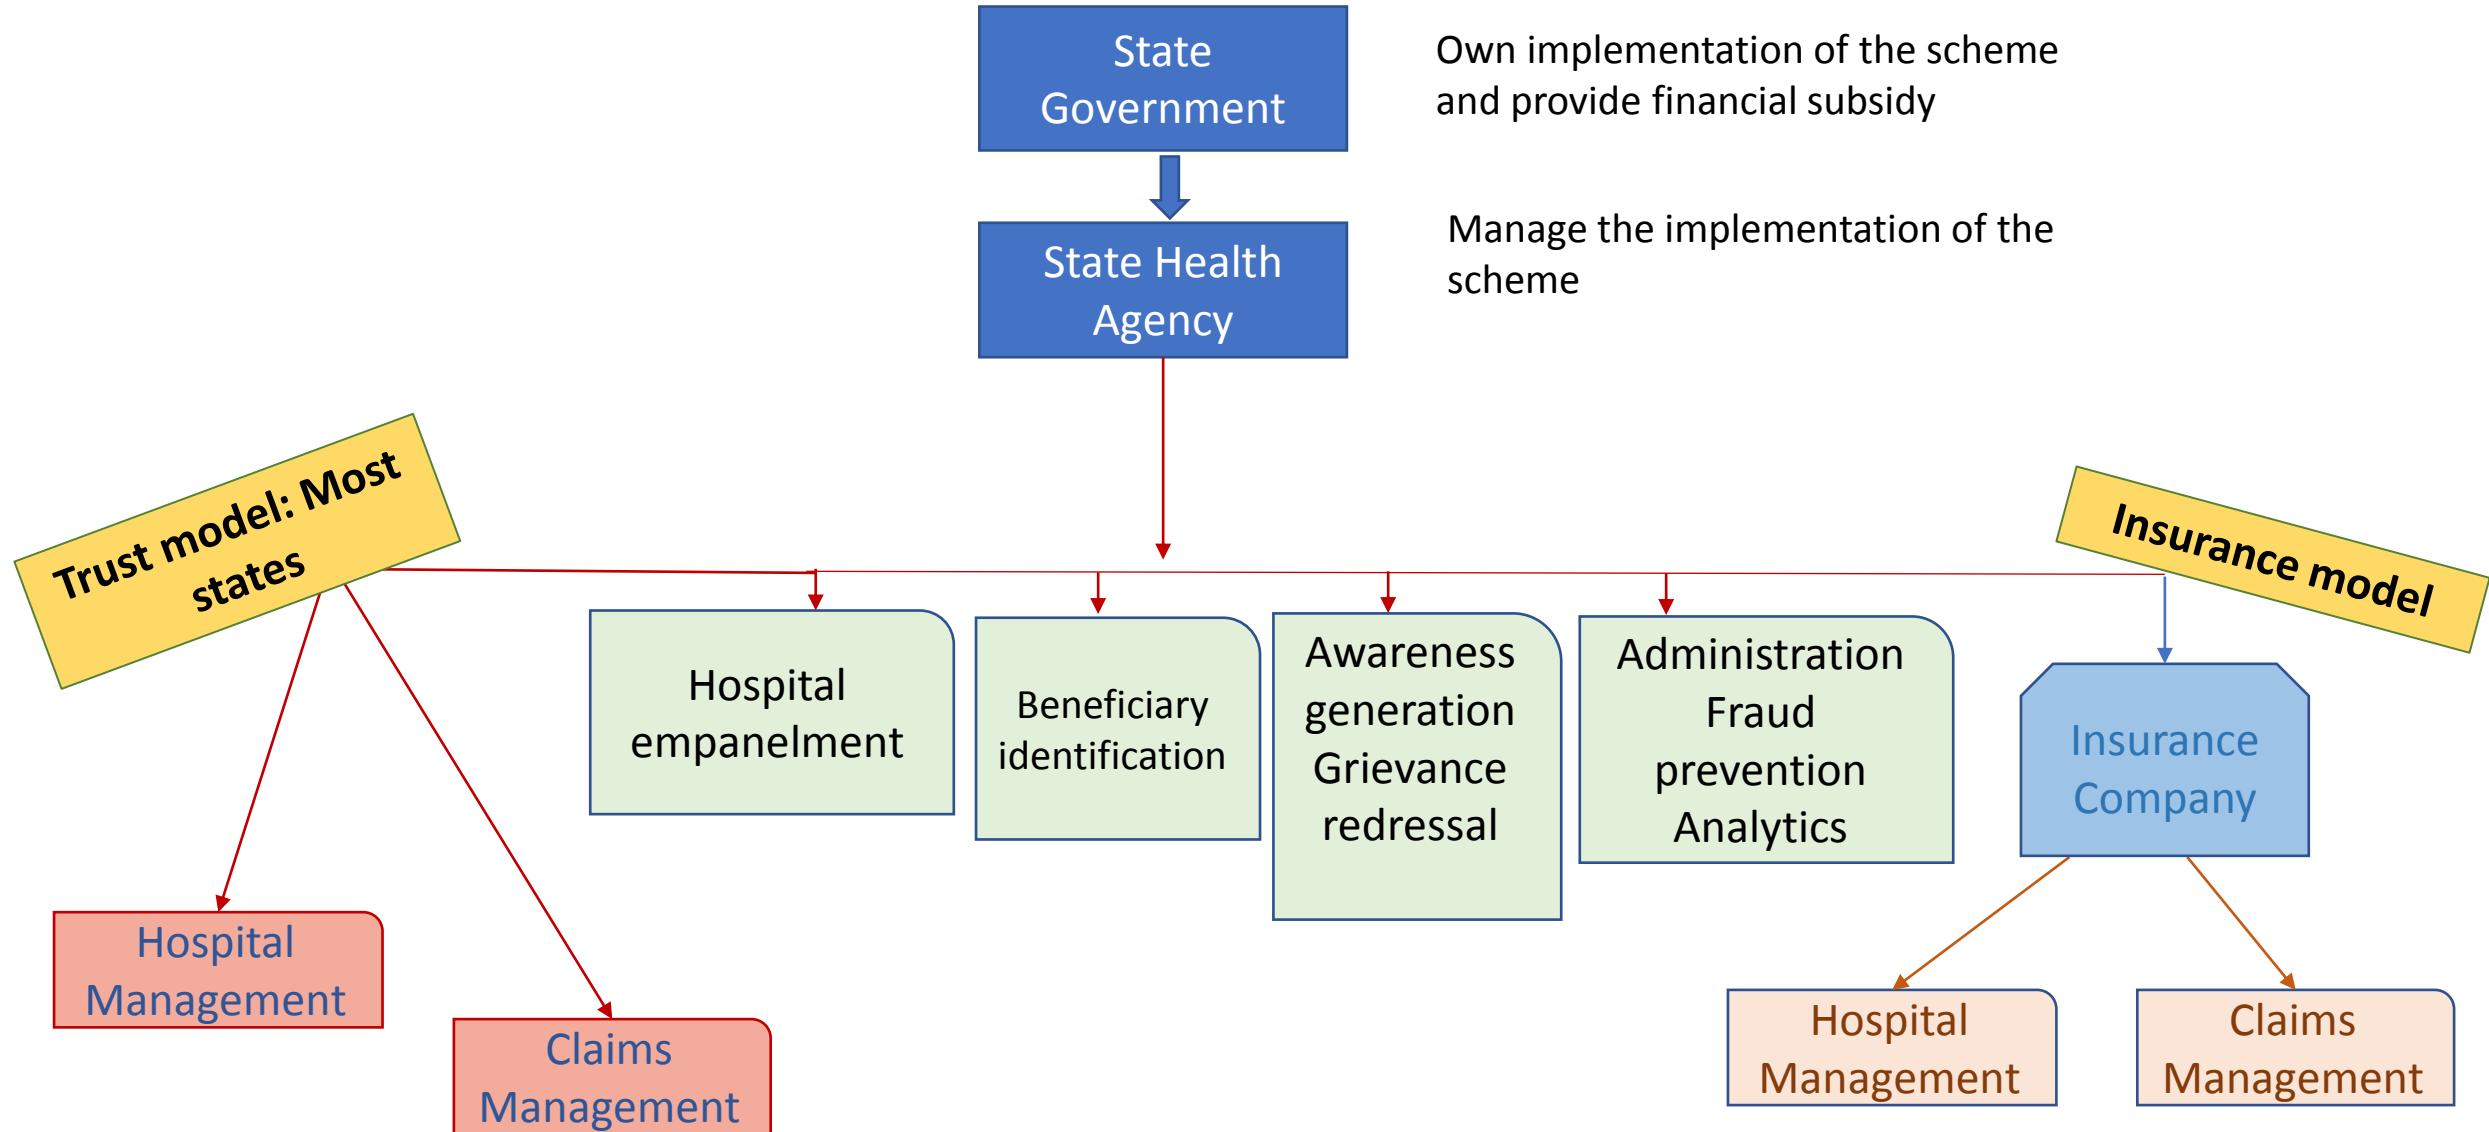 State
Government
Own implementation of the scheme
and provide financial subsidy
State Health
Agency
Manage the implementation of the
scheme
Trust model: Most
states
Insurance model
Hospital
empanelment
Beneficiary
identification
Awareness
generation
Grievance
redressal
Administration
Fraud
prevention
Analytics
Insurance
Company
Hospital
Management
Claims
Management
Hospital
Management
Claims
Management